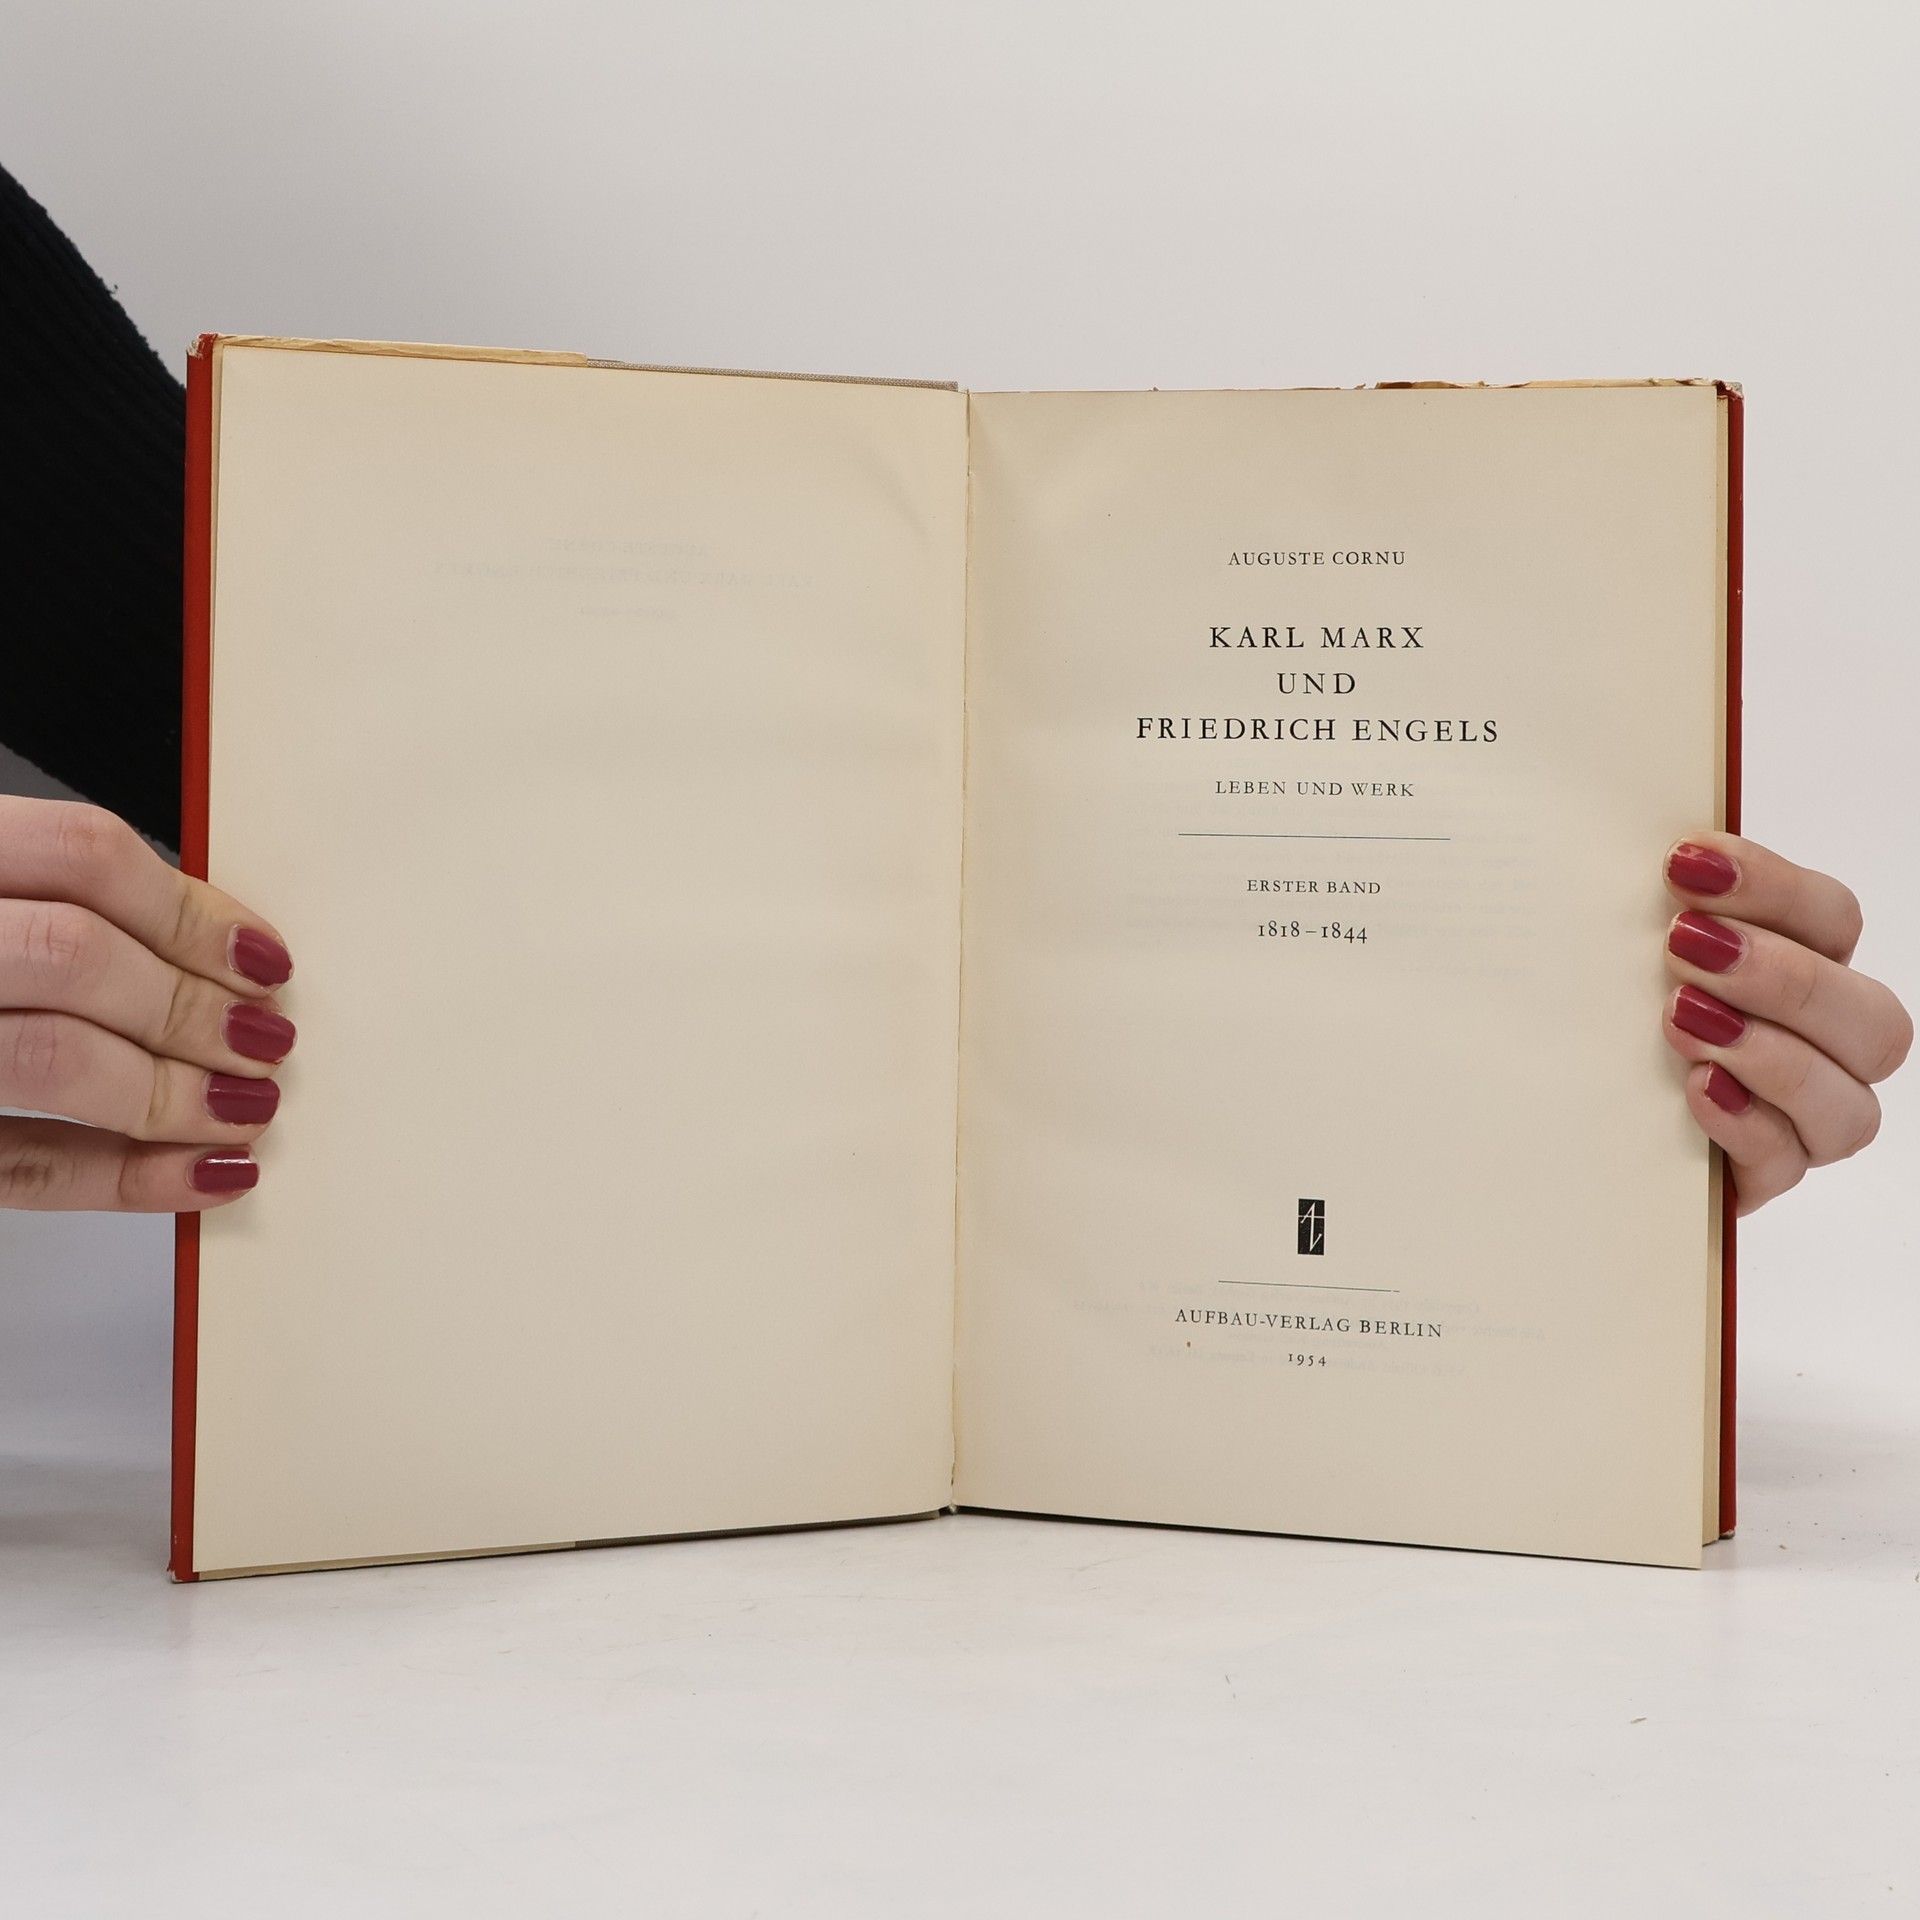 AUGUSTE CORNU
KARL MARX
UND
FRIEDRICH ENGELS
LEBEN UND WERK
ERSTER BAND
1818–1844
AUFBAU-VERLAG BERLIN
1954